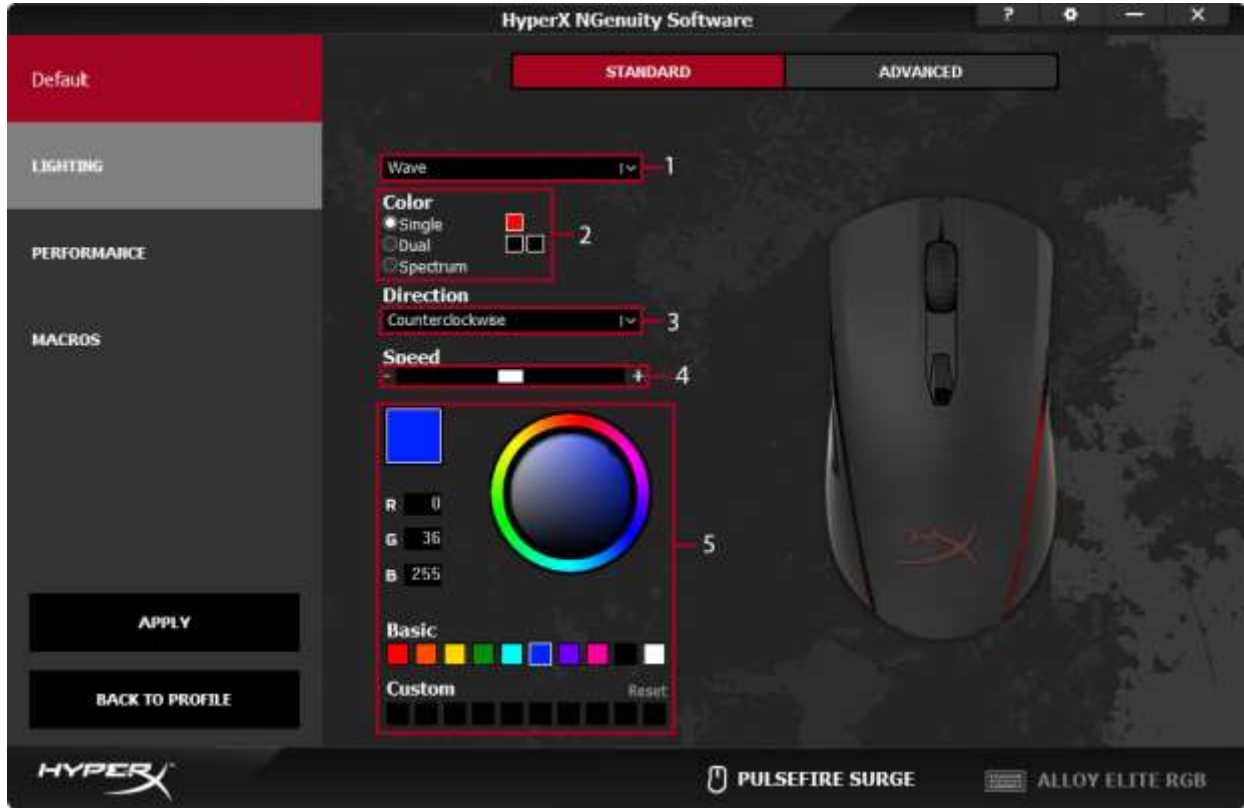 HyperX NGenuity Software
?
Default
STANDARD ADVANCED
LIGHTING
PERFORMANCE
MACROS
Wave 1
Color
Single
Dual
Spectrum
2
Direction
Counterclockwise 3
Speed
- + 4
R 0
G 36
B 255
5
Basic
Custom Reset
APPLY
BACK TO PROFILE
HYPERX
PULSEFIRE SURGE ALLOY ELITE RGB